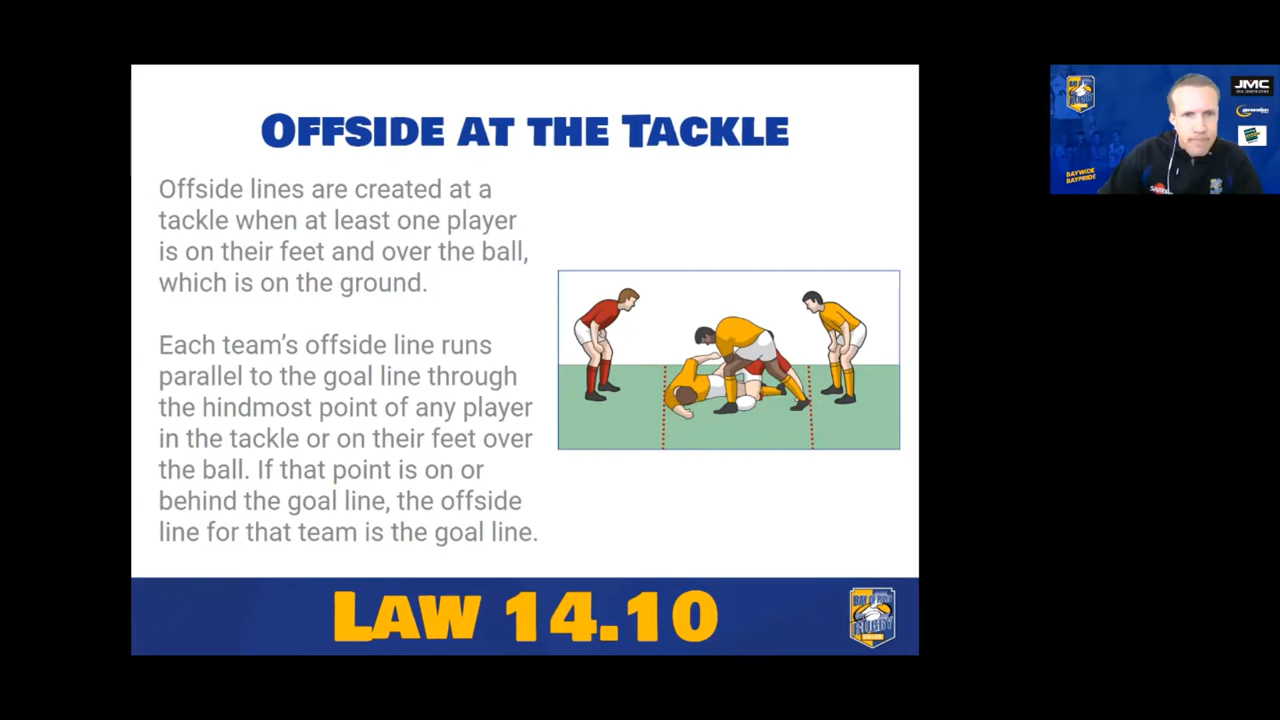 OFFSIDE AT THE TACKLE
Offside lines are created at a
tackle when at least one player
is on their feet and over the ball,
which is on the ground.
Each team's offside line runs
parallel to the goal line through
the hindmost point of any player
in the tackle or on their feet over
the ball. If that point is on or
behind the goal line, the offside
line for that team is the goal line.
LAW 14.10
RUGBY
JMC
BAYWIDE
BAYPRIDE